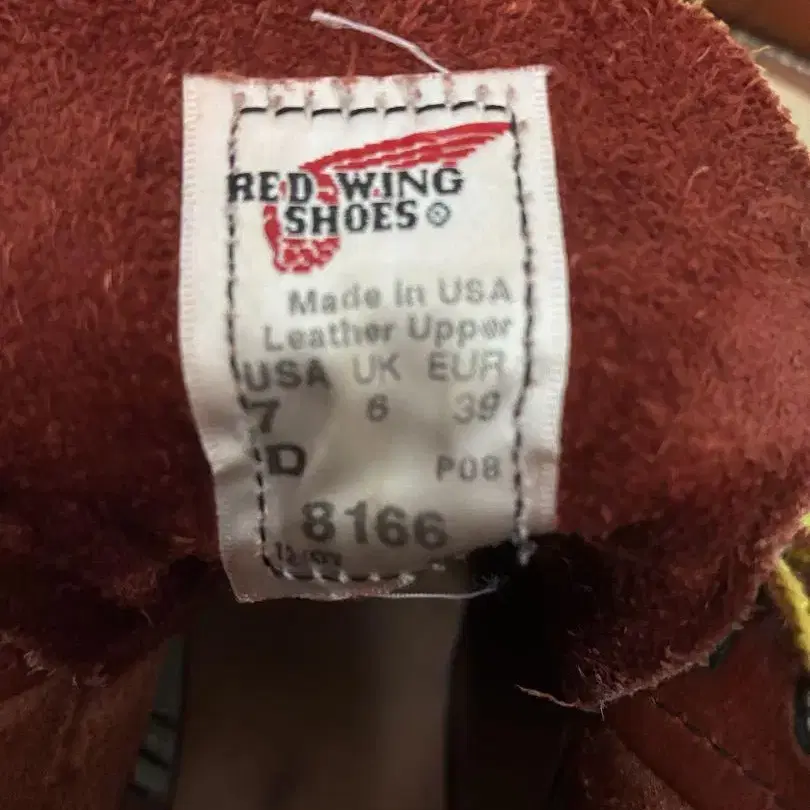 RED WING
SHOES
Made in USA
Leather Upper
USA UK EUR
7 6 39
D P08
8166